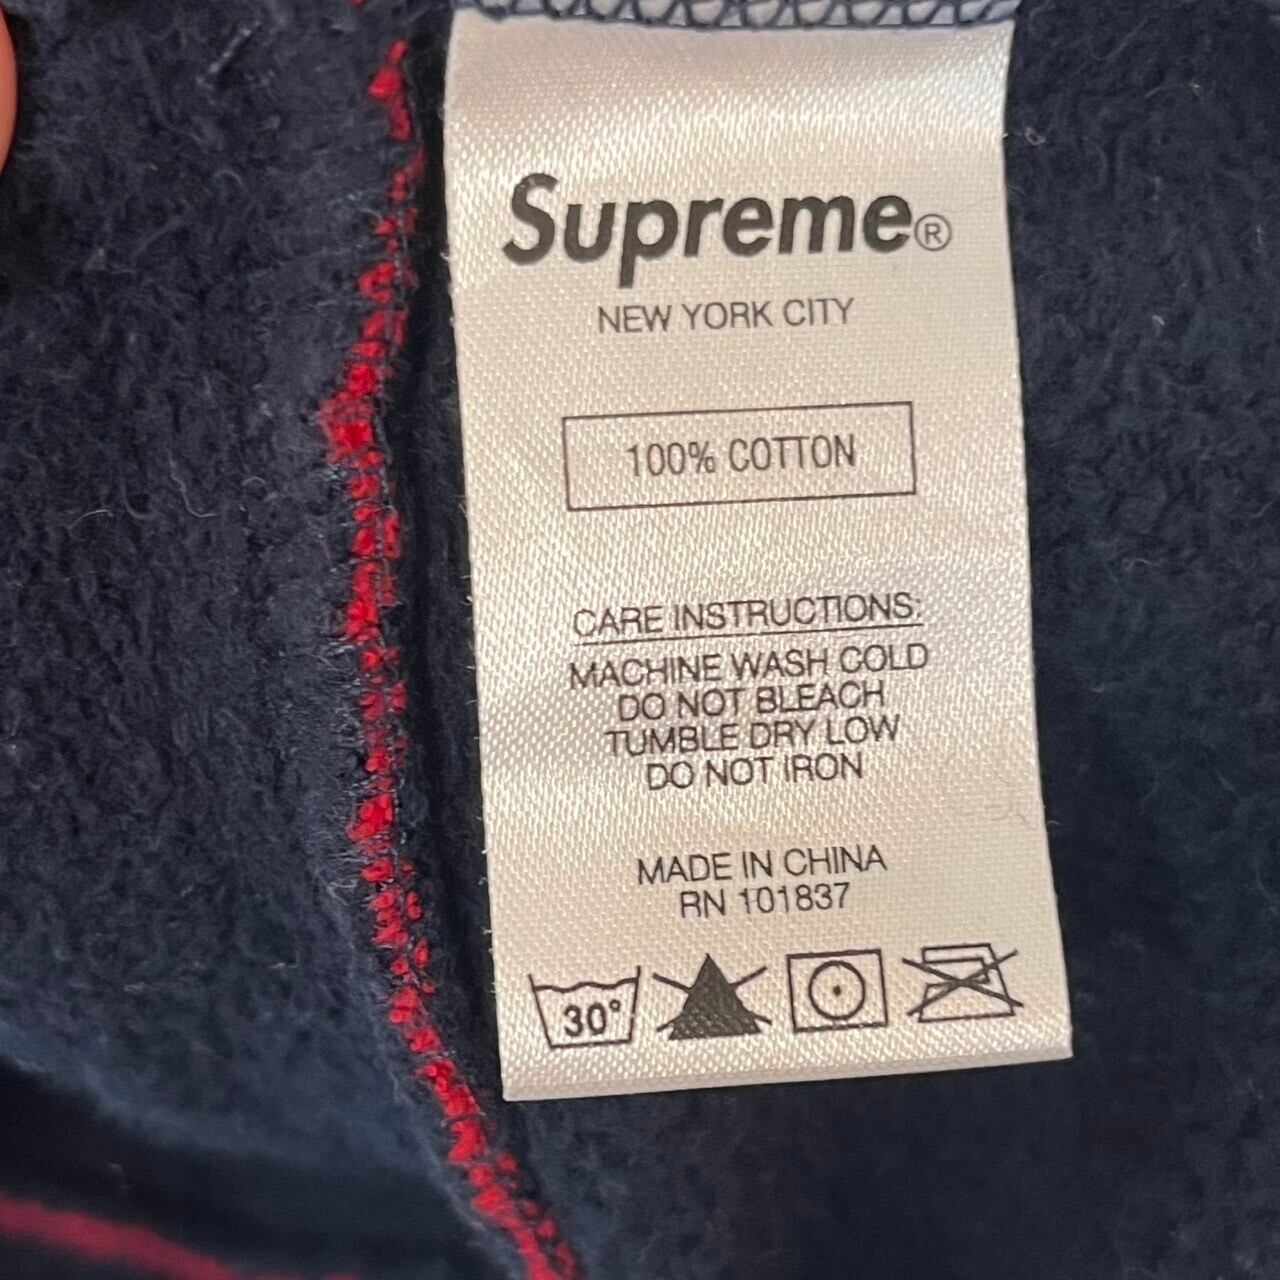 Supreme®
NEW YORK CITY
100% COTTON
CARE INSTRUCTIONS:
MACHINE WASH COLD
DO NOT BLEACH
TUMBLE DRY LOW
DO NOT IRON
MADE IN CHINA
RN 101837
30°